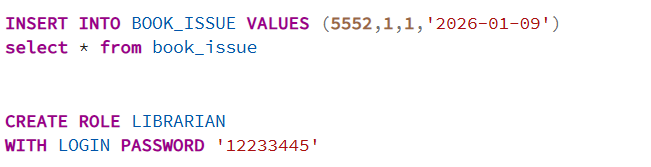 INSERT INTO BOOK_ISSUE VALUES (5552,1,1,'2026-01-09')
select * from book_issue
CREATE ROLE LIBRARIAN
WITH LOGIN PASSWORD '12233445'